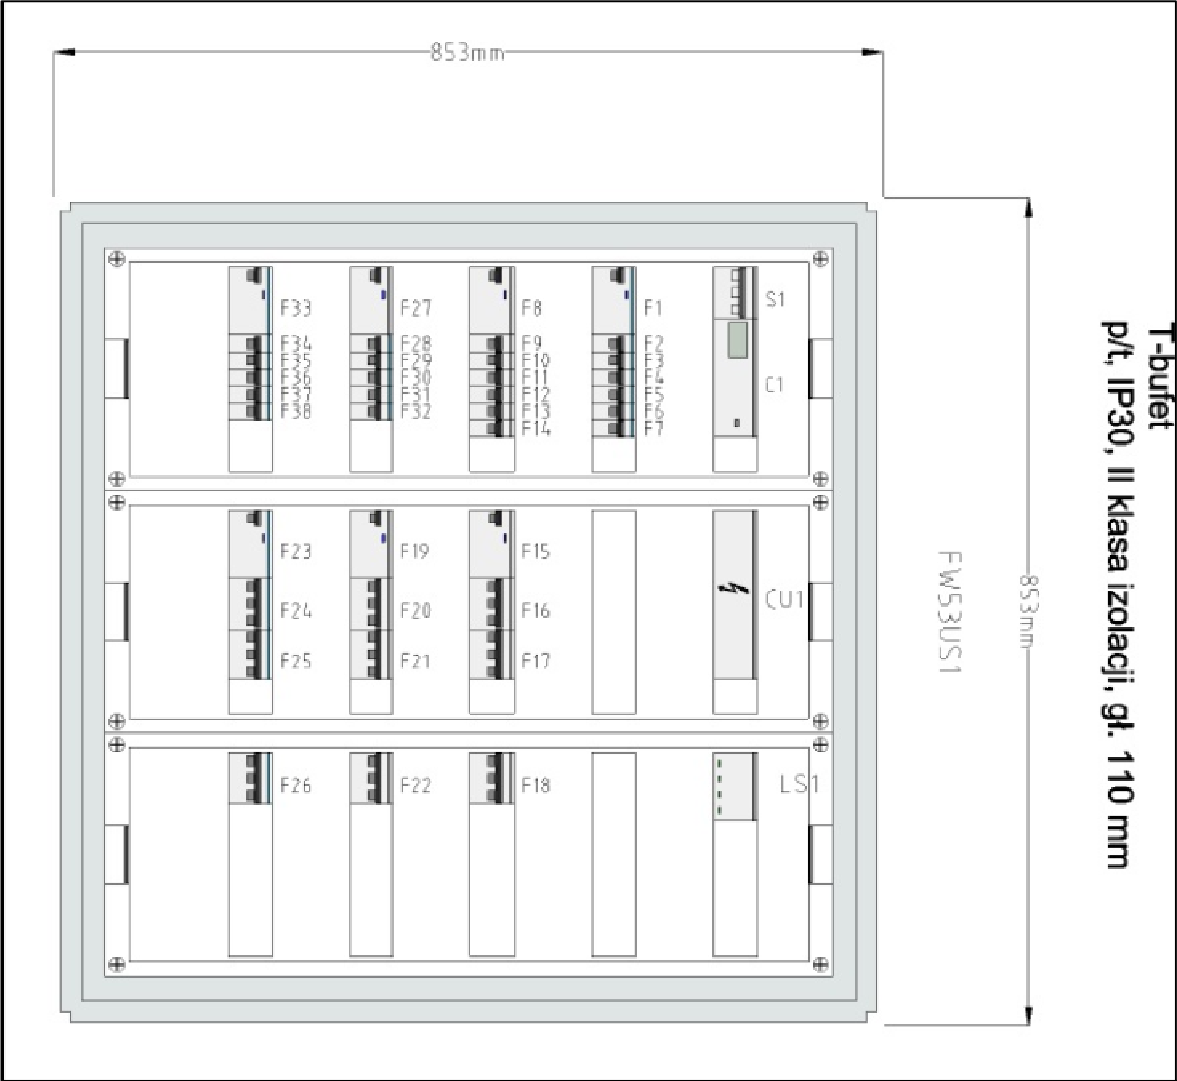 853mm
F33
F34
F35
F36
F37
F38
F27
F28
F29
F30
F31
F32
F8
F9
F10
F11
F12
F13
F14
F1
F2
F3
F4
F5
F6
F7
S1
C1
F23
F24
F25
F19
F20
F21
F15
F16
F17
CU1
F26
F22
F18
LS1
FW53US1
853mm
T-bufet
p/t, IP30, II klasa izolacji, gł. 110 mm